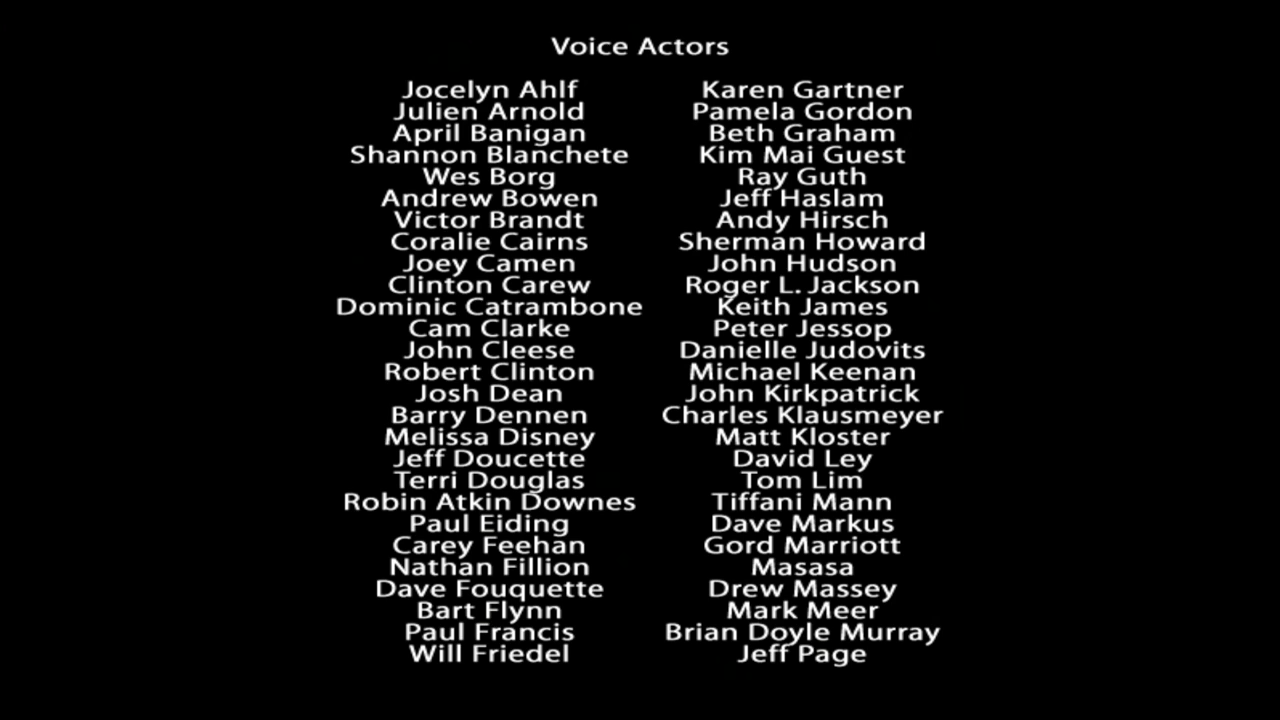 Voice Actors
Jocelyn Ahlf
Julien Arnold
April Banigan
Shannon Blanchete
Wes Borg
Andrew Bowen
Victor Brandt
Coralie Cairns
Joey Camen
Clinton Carew
Dominic Catrambone
Cam Clarke
John Cleese
Robert Clinton
Josh Dean
Barry Dennen
Melissa Disney
Jeff Doucette
Terri Douglas
Robin Atkin Downes
Paul Eiding
Carey Feehan
Nathan Fillion
Dave Fouquette
Bart Flynn
Paul Francis
Will Friedel
Karen Gartner
Pamela Gordon
Beth Graham
Kim Mai Guest
Ray Guth
Jeff Haslam
Andy Hirsch
Sherman Howard
John Hudson
Roger L. Jackson
Keith James
Peter Jessop
Danielle Judovits
Michael Keenan
John Kirkpatrick
Charles Klausmeyer
Matt Kloster
David Ley
Tom Lim
Tiffani Mann
Dave Markus
Gord Marriott
Masasa
Drew Massey
Mark Meer
Brian Doyle Murray
Jeff Page